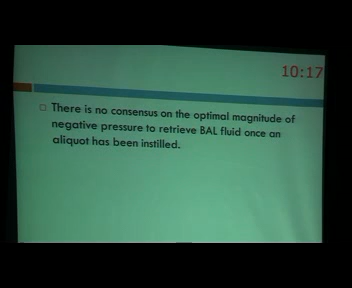 10:17
There is no consensus on the optimal magnitude of
negative pressure to retrieve BAL fluid once an
aliquot has been instilled.